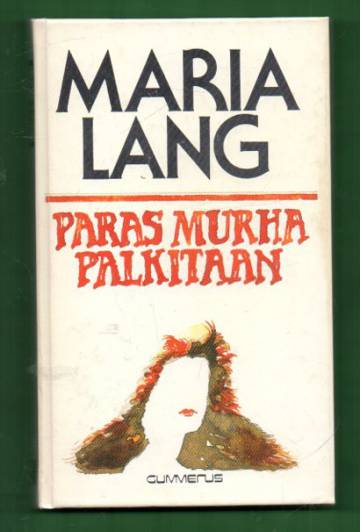 MARIA
LANG
PARAS MURHA
PALKITAAN
GUMMERUS